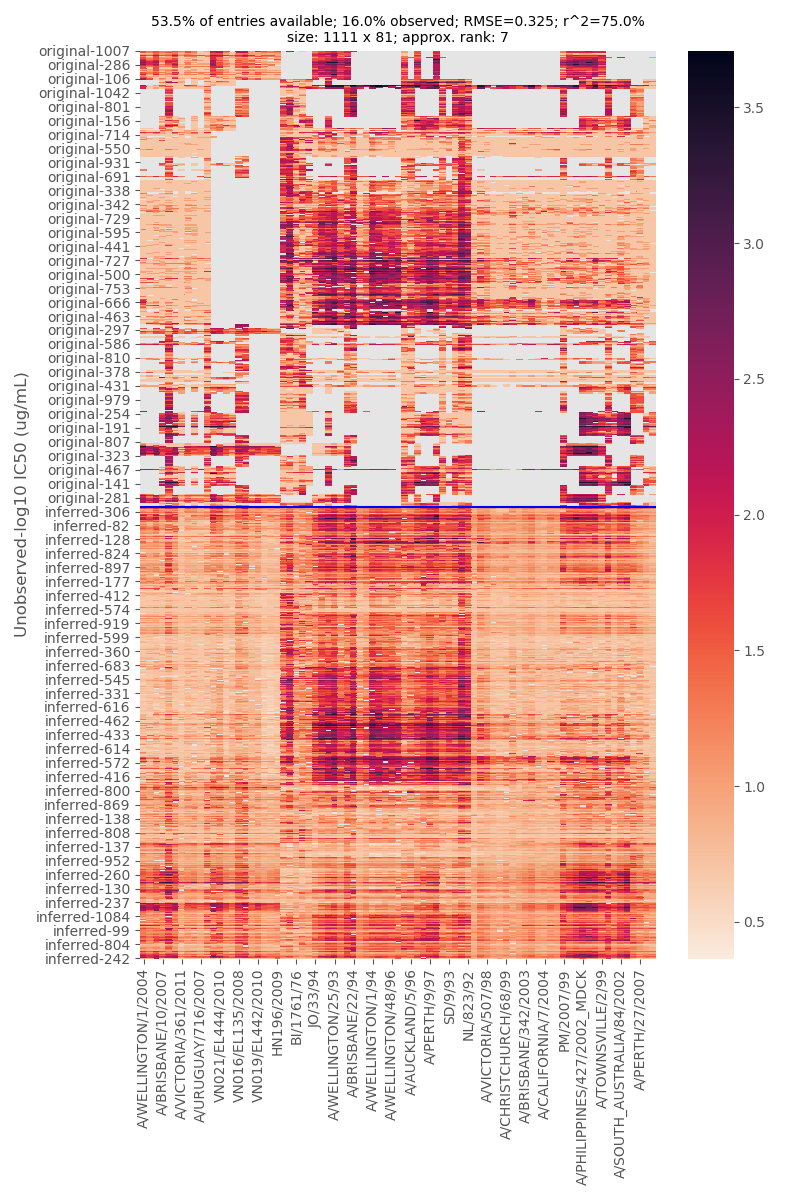 53.5% of entries available; 16.0% observed; RMSE=0.325; r^2=75.0%
size: 1111 x 81; approx. rank: 7
Unobserved-log10 IC50 (ug/mL)
original-1007
original-286
original-106
original-1042
original-801
original-156
original-714
original-550
original-931
original-691
original-338
original-342
original-729
original-595
original-441
original-727
original-500
original-753
original-666
original-463
original-297
original-586
original-810
original-378
original-431
original-979
original-254
original-191
original-807
original-323
original-467
original-141
original-281
inferred-306
inferred-82
inferred-128
inferred-824
inferred-897
inferred-177
inferred-412
inferred-574
inferred-919
inferred-599
inferred-360
inferred-683
inferred-545
inferred-331
inferred-616
inferred-462
inferred-433
inferred-614
inferred-572
inferred-416
inferred-800
inferred-869
inferred-138
inferred-808
inferred-137
inferred-952
inferred-260
inferred-130
inferred-237
inferred-1084
inferred-99
inferred-804
inferred-242
A/WELLINGTON/1/2004
A/BRISBANE/10/2007
A/VICTORIA/361/2011
A/URUGUAY/716/2007
VN021/EL444/2010
VN016/EL135/2008
VN019/EL442/2010
HN196/2009
BI/1761/76
JO/33/94
A/WELLINGTON/25/93
A/BRISBANE/22/94
A/WELLINGTON/1/94
A/WELLINGTON/48/96
A/AUCKLAND/5/96
A/PERTH/9/97
SD/9/93
NL/823/92
A/VICTORIA/507/98
A/CHRISTCHURCH/68/99
A/BRISBANE/342/2003
A/CALIFORNIA/7/2004
PM/2007/99
A/PHILIPPINES/427/2002_MDCK
A/TOWNSVILLE/2/99
A/SOUTH_AUSTRALIA/84/2002
A/PERTH/27/2007
3.5
3.0
2.5
2.0
1.5
1.0
0.5